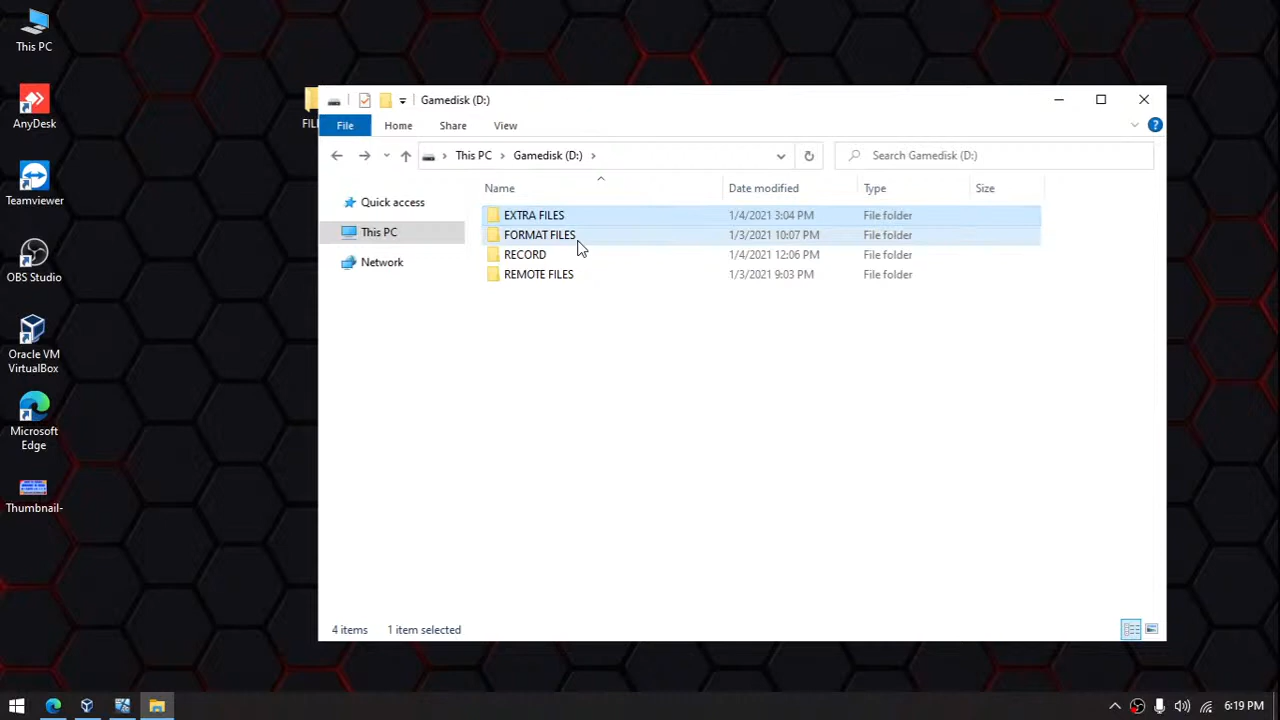 This PC
AnyDesk
Teamviewer
OBS Studio
Oracle VM
VirtualBox
Microsoft
Edge
Thumbnail-
FIL
Gamedisk (D:)
File Home Share View
This PC Gamedisk (D:) Search Gamedisk (D:)
Name Date modified Type Size
Quick access
This PC
Network
EXTRA FILES 1/4/2021 3:04 PM File folder
FORMAT FILES 1/3/2021 10:07 PM File folder
RECORD 1/4/2021 12:06 PM File folder
REMOTE FILES 1/3/2021 9:03 PM File folder
4 items 1 item selected
6:19 PM